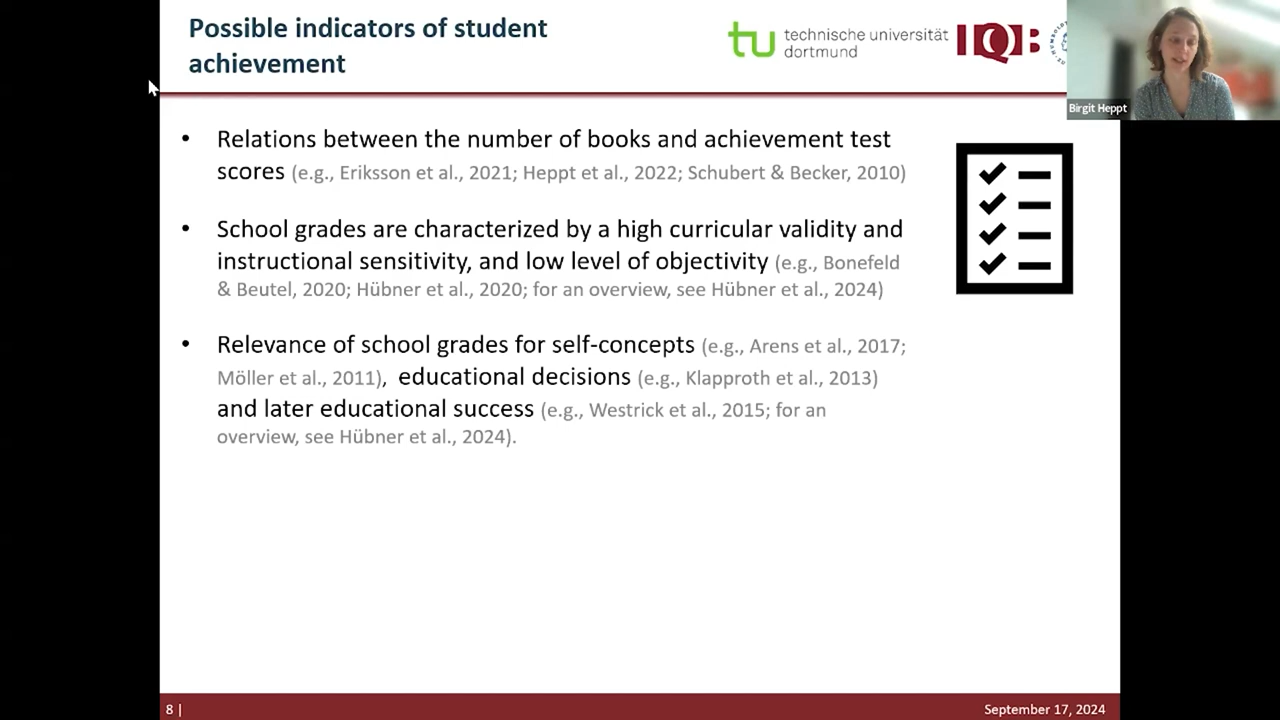 Possible indicators of student
achievement
tu technische universität
dortmund
IQB
Birgit Heppt
• Relations between the number of books and achievement test
scores (e.g., Eriksson et al., 2021; Heppt et al., 2022; Schubert & Becker, 2010)
• School grades are characterized by a high curricular validity and
instructional sensitivity, and low level of objectivity (e.g., Bonefeld
& Beutel, 2020; Hübner et al., 2020; for an overview, see Hübner et al., 2024)
• Relevance of school grades for self-concepts (e.g., Arens et al., 2017;
Möller et al., 2011), educational decisions (e.g., Klapproth et al., 2013)
and later educational success (e.g., Westrick et al., 2015; for an
overview, see Hübner et al., 2024).
8 |
September 17, 2024